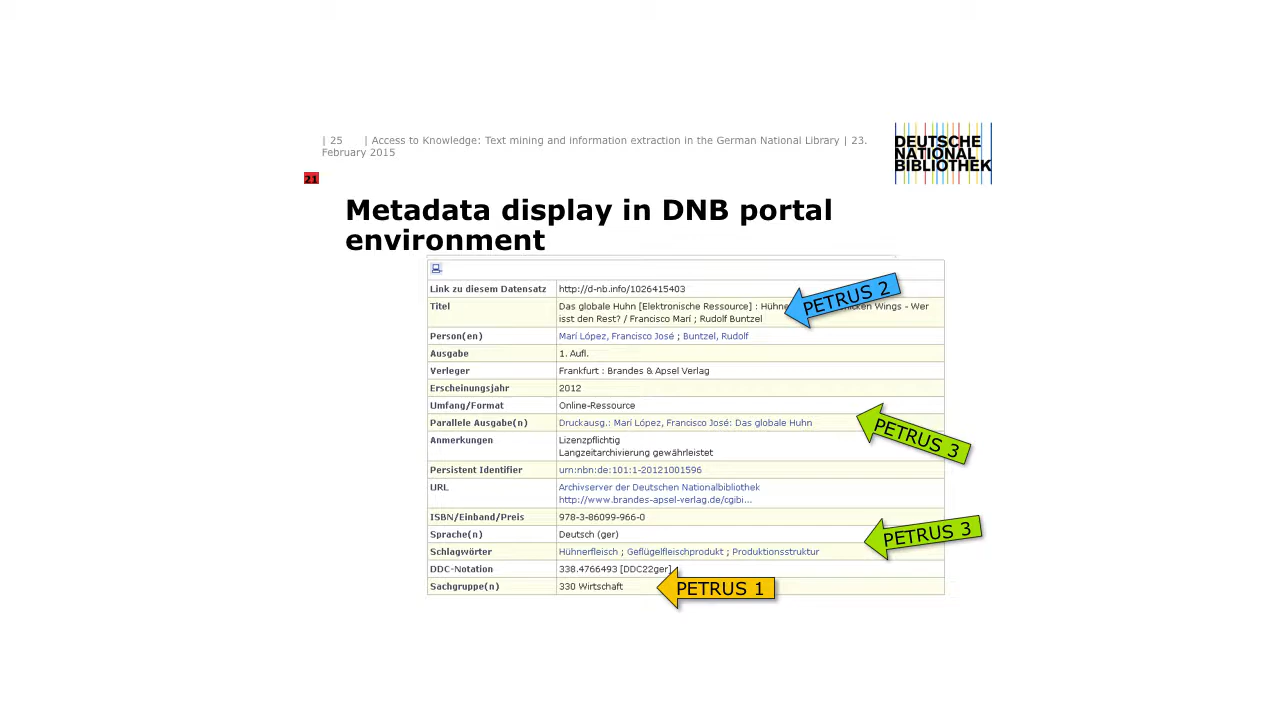 | 25 | Access to Knowledge: Text mining and information extraction in the German National Library | 23.
February 2015
DEUTSCHE
NATIONAL
BIBLIOTHEK
21
Metadata display in DNB portal
environment
Link zu diesem Datensatz http://d-nb.info/1026415403
PETRUS 2
Titel Das globale Huhn [Elektronische Ressource] : Hühne icken Wings - Wer
isst den Rest? / Francisco Marí ; Rudolf Buntzel
Person(en) Marí López, Francisco José ; Buntzel, Rudolf
Ausgabe 1. Aufl.
Verleger Frankfurt : Brandes & Apsel Verlag
Erscheinungsjahr 2012
Umfang/Format Online-Ressource
Parallele Ausgabe(n) Druckausg.: Marí López, Francisco José: Das globale Huhn
PETRUS 3
Anmerkungen Lizenzpflichtig
Langzeitarchivierung gewährleistet
Persistent Identifier urn:nbn:de:101:1-20121001596
URL Archivserver der Deutschen Nationalbibliothek
http://www.brandes-apsel-verlag.de/cgibi...
ISBN/Einband/Preis 978-3-86099-966-0
Sprache(n) Deutsch (ger)
PETRUS 3
Schlagwörter Hühnerfleisch ; Geflügelfleischprodukt ; Produktionsstruktur
DDC-Notation 338.4766493 [DDC22ger]
Sachgruppe(n) 330 Wirtschaft
PETRUS 1